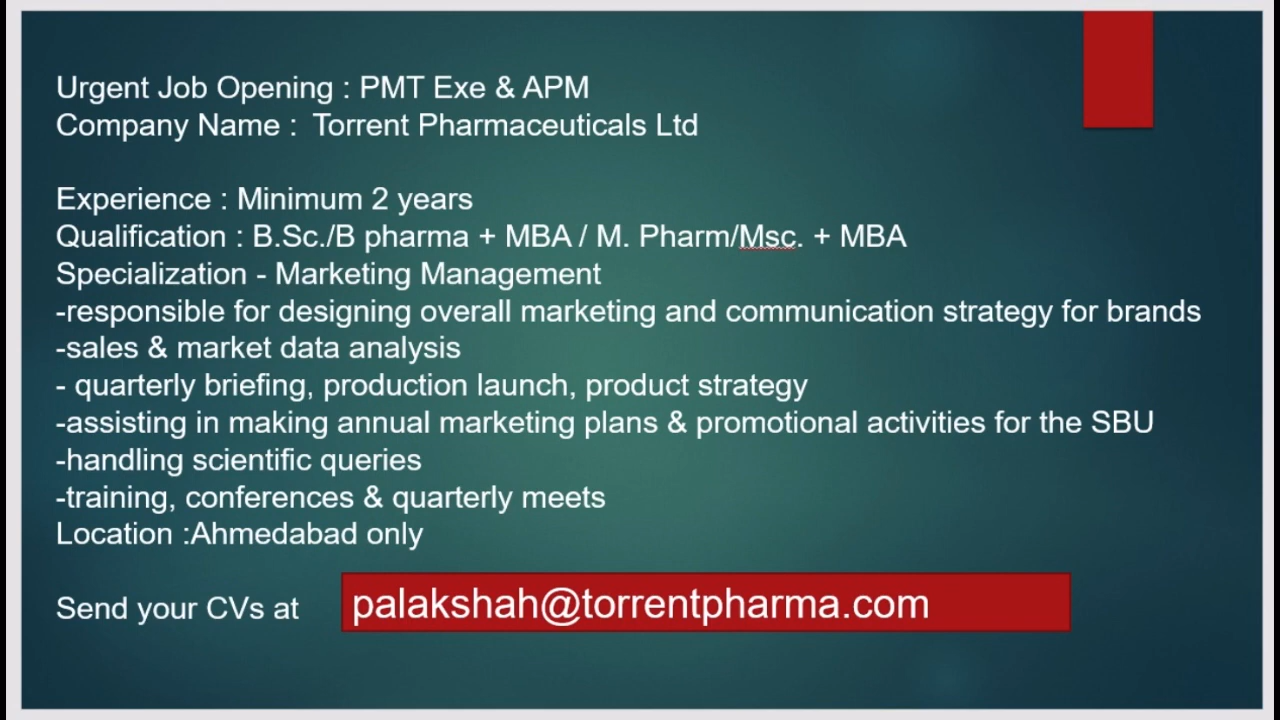 Urgent Job Opening : PMT Exe & APM
Company Name :  Torrent Pharmaceuticals Ltd
Experience : Minimum 2 years
Qualification : B.Sc./B pharma + MBA / M. Pharm/Msc. + MBA
Specialization - Marketing Management
-responsible for designing overall marketing and communication strategy for brands
-sales & market data analysis
- quarterly briefing, production launch, product strategy
-assisting in making annual marketing plans & promotional activities for the SBU
-handling scientific queries
-training, conferences & quarterly meets
Location :Ahmedabad only
Send your CVs at palakshah@torrentpharma.com